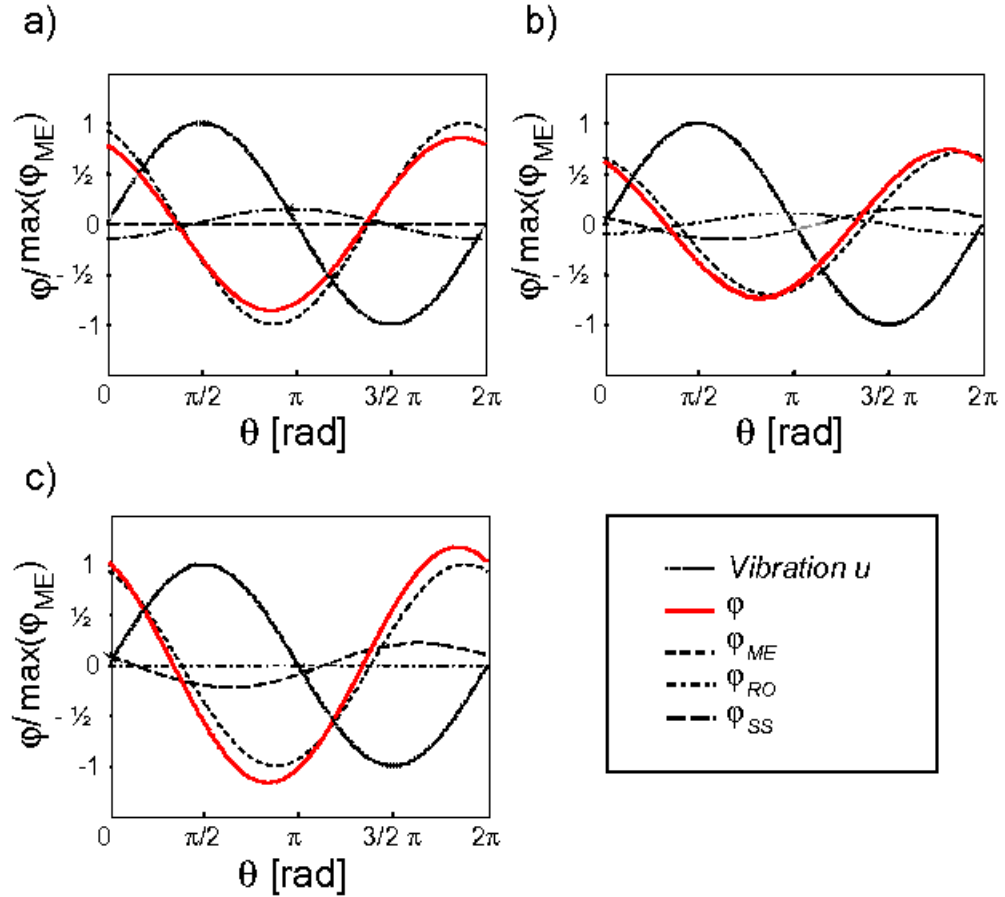 a)
φ/max(φME)
1
½
0
- ½
-1
0
π/2
π
3/2 π
2π
θ [rad]
b)
φ/max(φME)
1
½
0
- ½
-1
0
π/2
π
3/2 π
2π
θ [rad]
c)
φ/max(φME)
1
½
0
- ½
-1
0
π/2
π
3/2 π
2π
θ [rad]
Vibration u
φ
φME
φRO
φSS